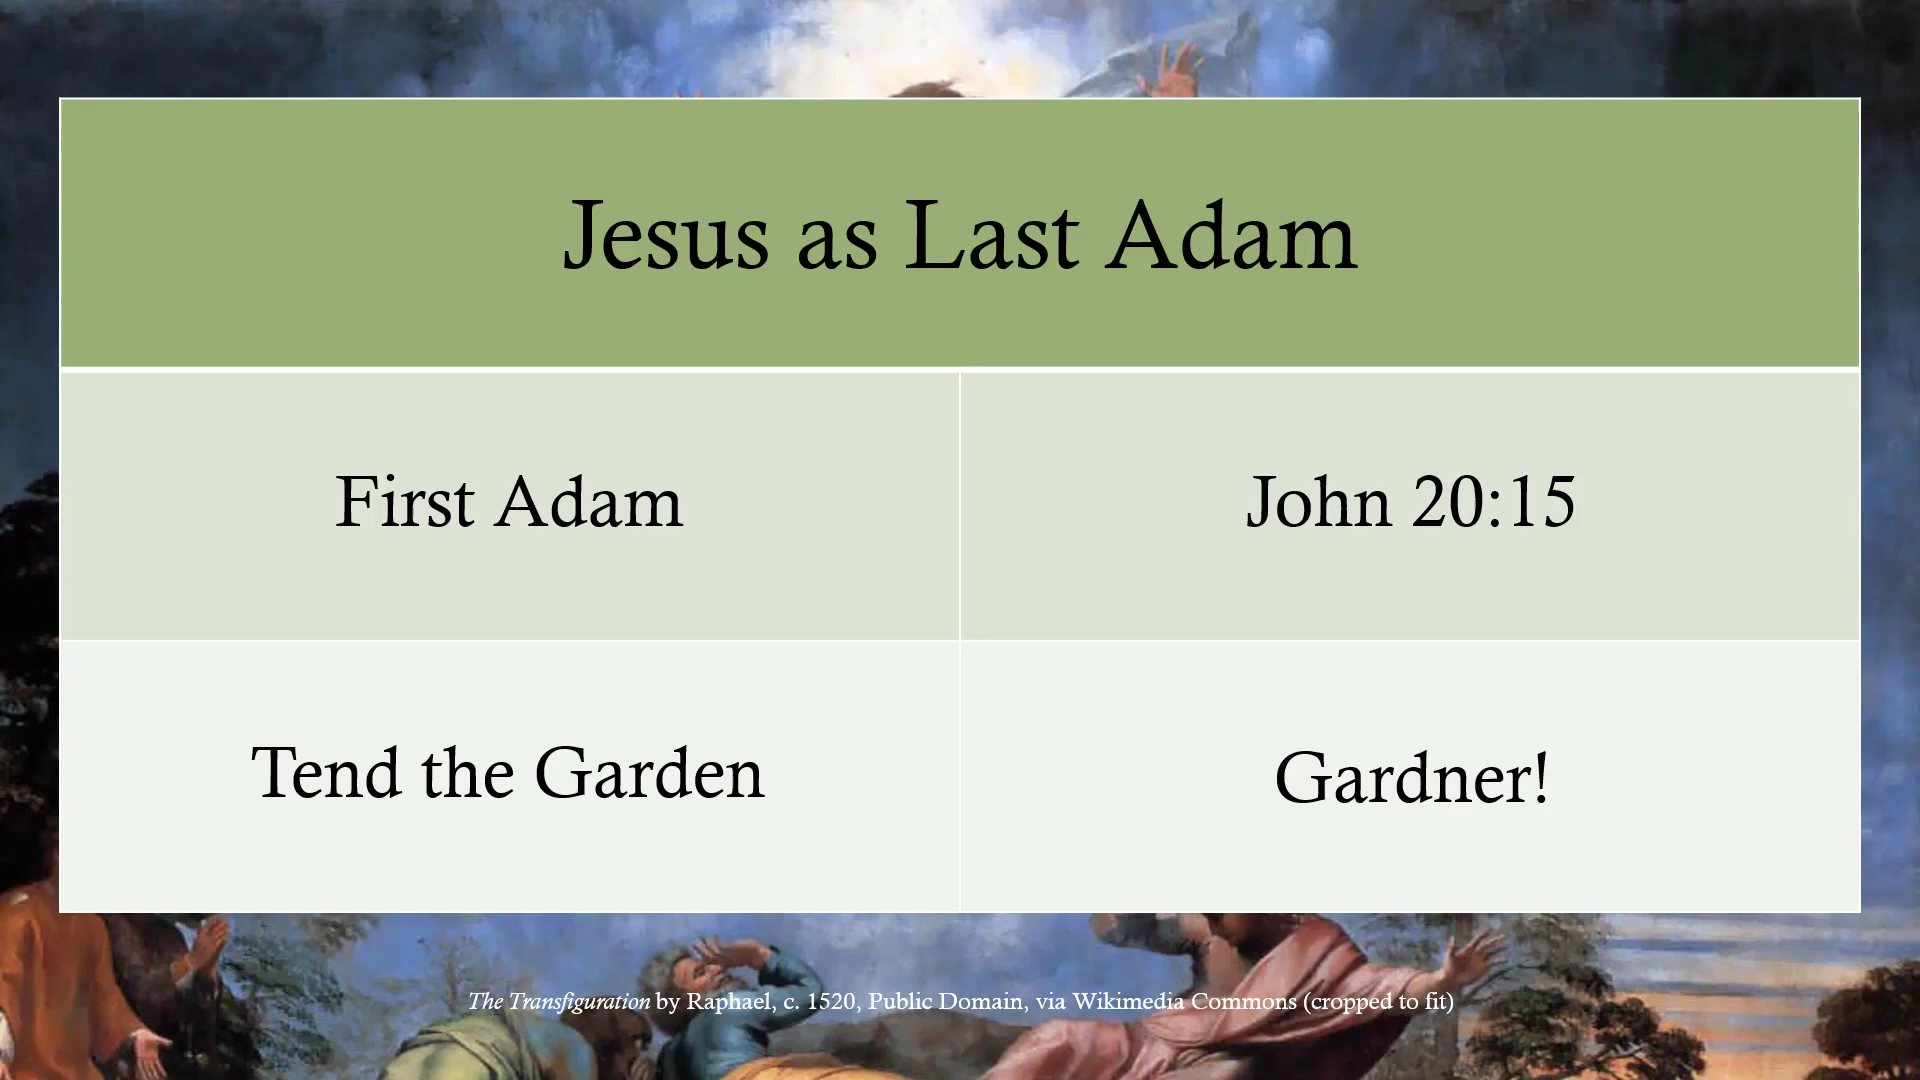 Jesus as Last Adam
First Adam
John 20:15
Tend the Garden
Gardner!
The Transfiguration by Raphael, c. 1520, Public Domain, via Wikimedia Commons (cropped to fit)